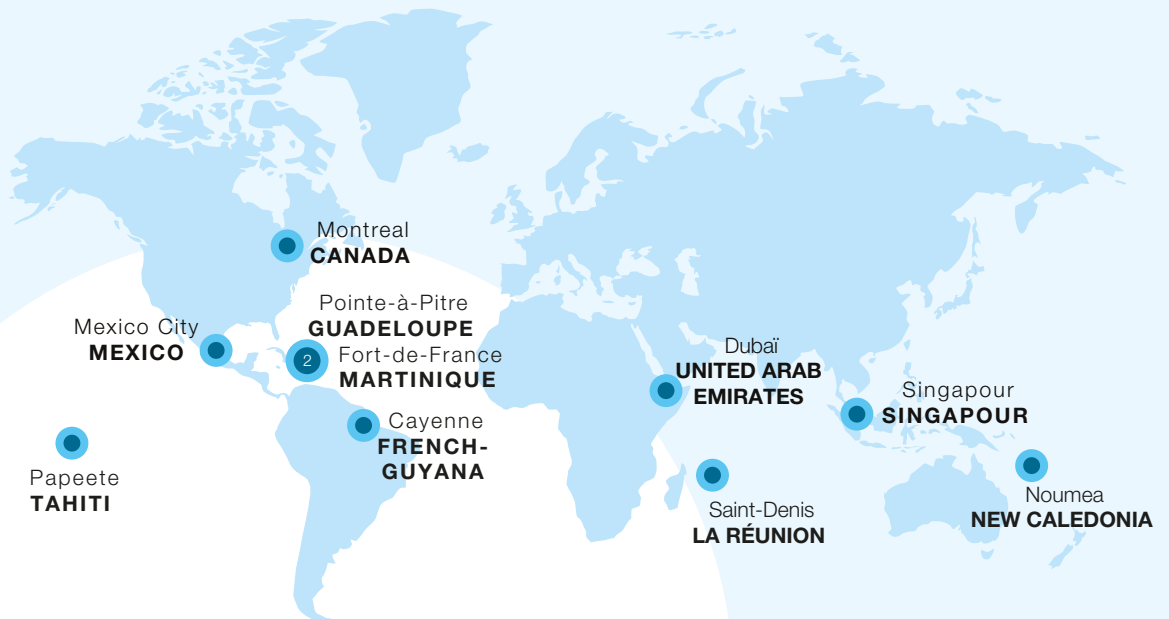 Montreal
CANADA
Pointe-à-Pitre
GUADELOUPE
Mexico City
MEXICO
2
Fort-de-France
MARTINIQUE
Dubaï
UNITED ARAB
EMIRATES
Singapour
SINGAPOUR
Cayenne
FRENCH-
GUYANA
Papeete
TAHITI
Saint-Denis
LA RÉUNION
Noumea
NEW CALEDONIA